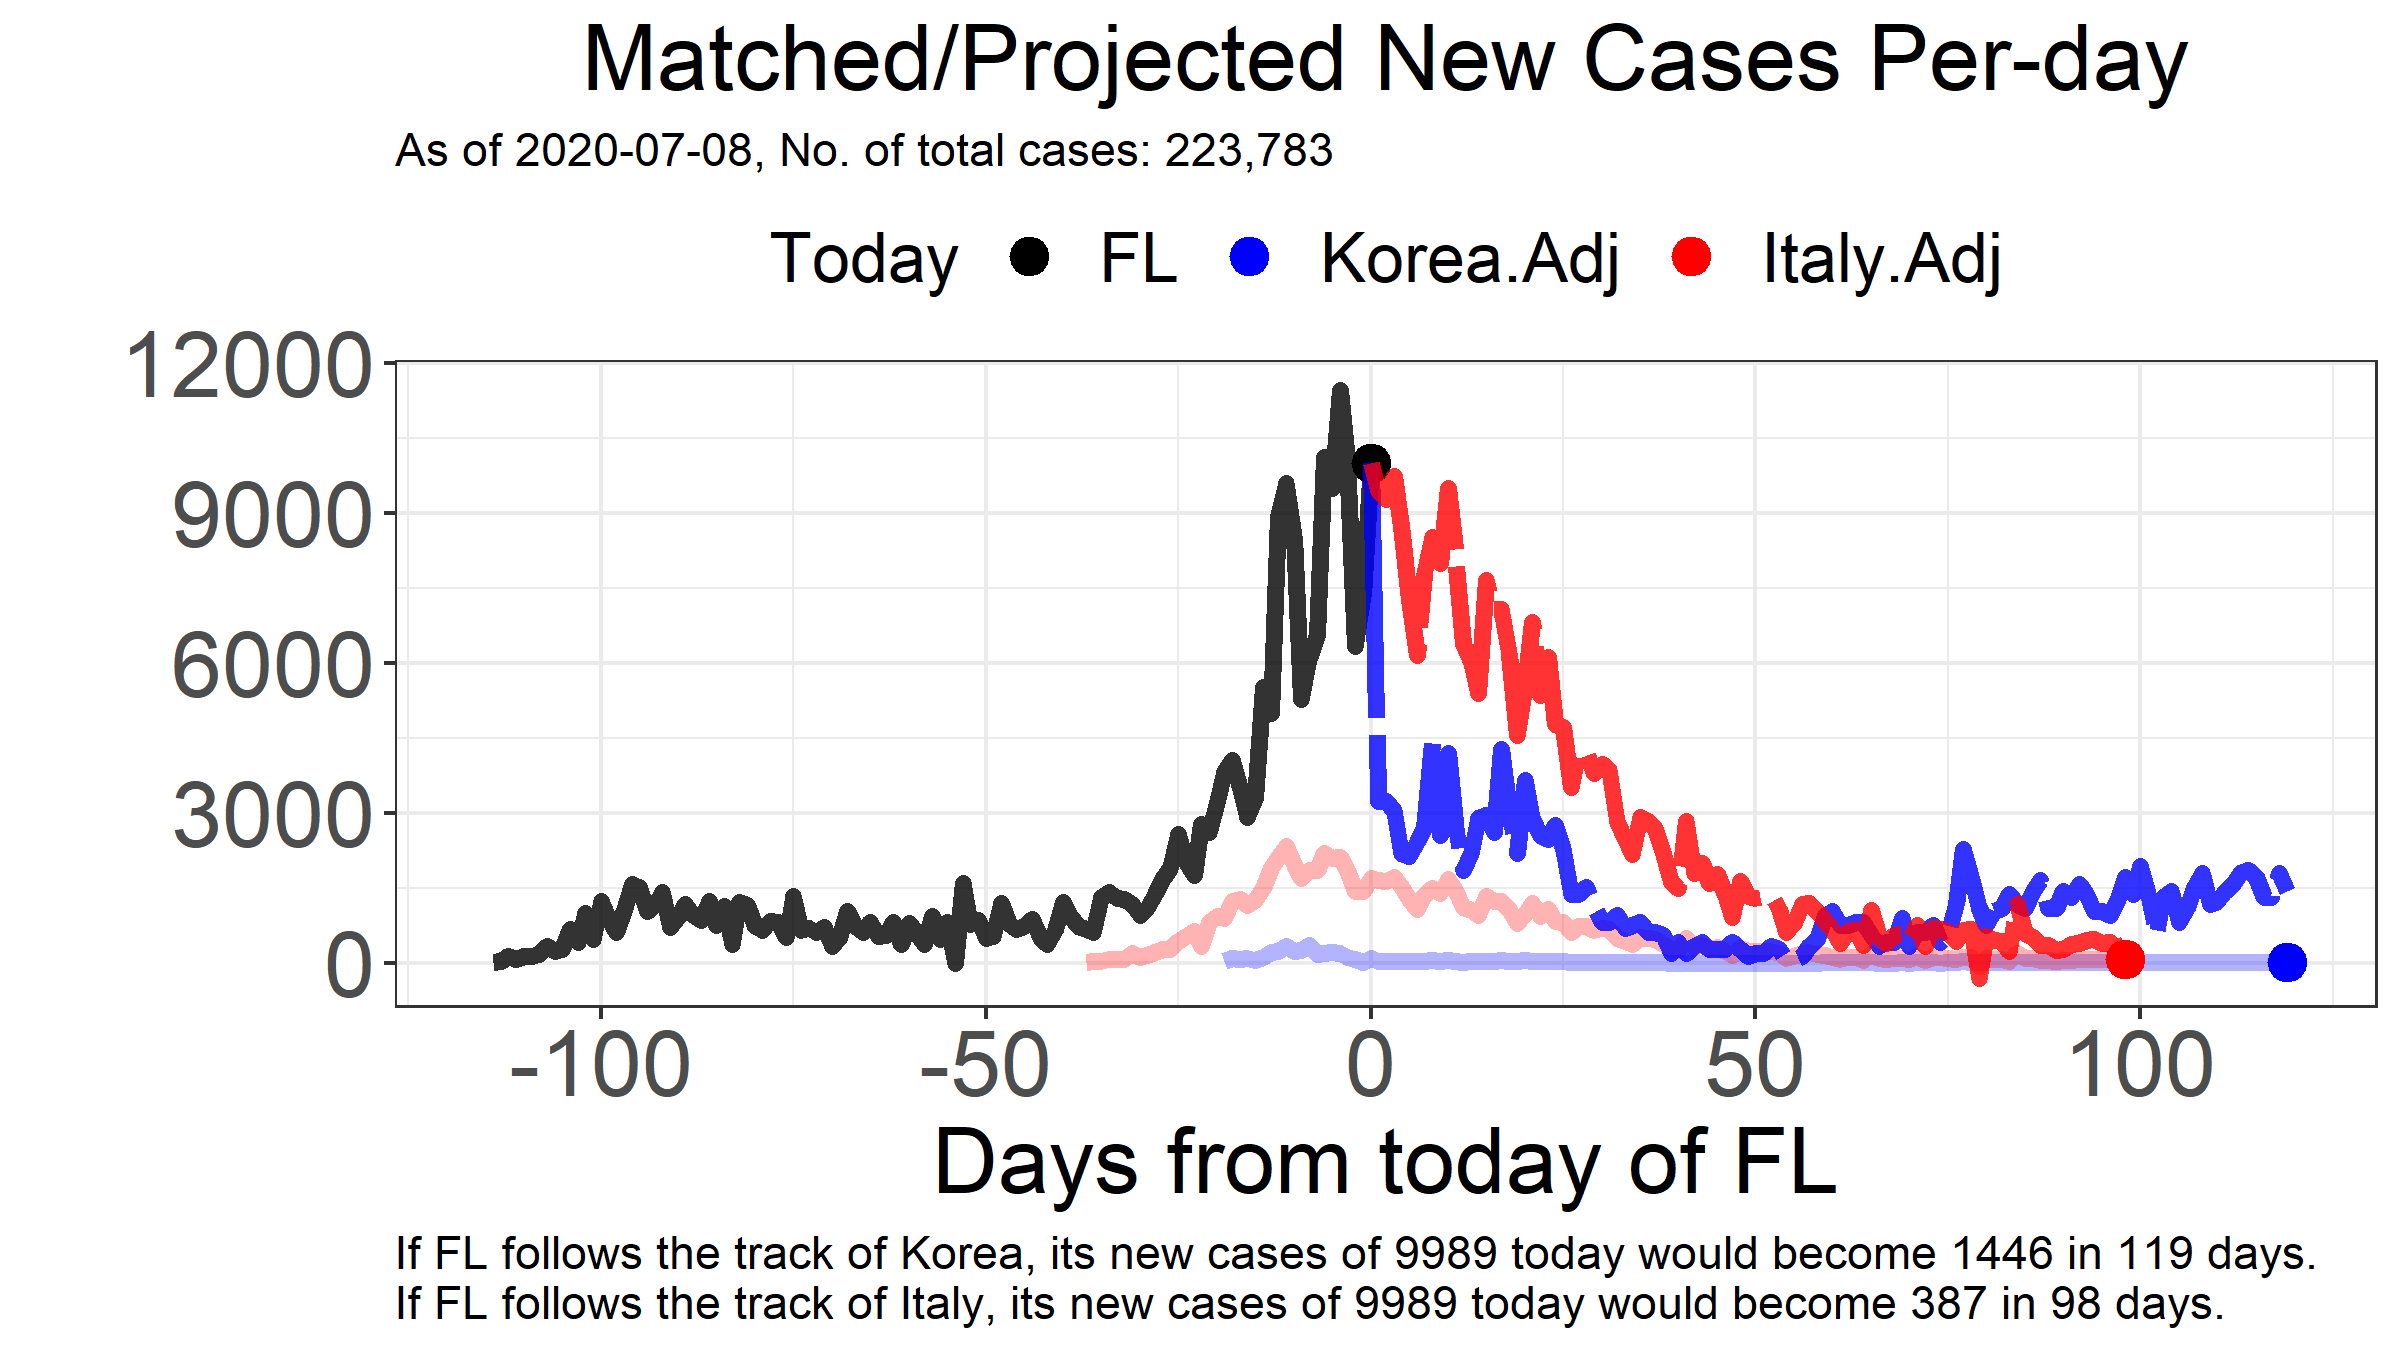 Matched/Projected New Cases Per-day
As of 2020-07-08, No. of total cases: 223,783
Today FL Korea.Adj Italy.Adj
12000
9000
6000
3000
0
-100 -50 0 50 100
Days from today of FL
If FL follows the track of Korea, its new cases of 9989 today would become 1446 in 119 days.
If FL follows the track of Italy, its new cases of 9989 today would become 387 in 98 days.